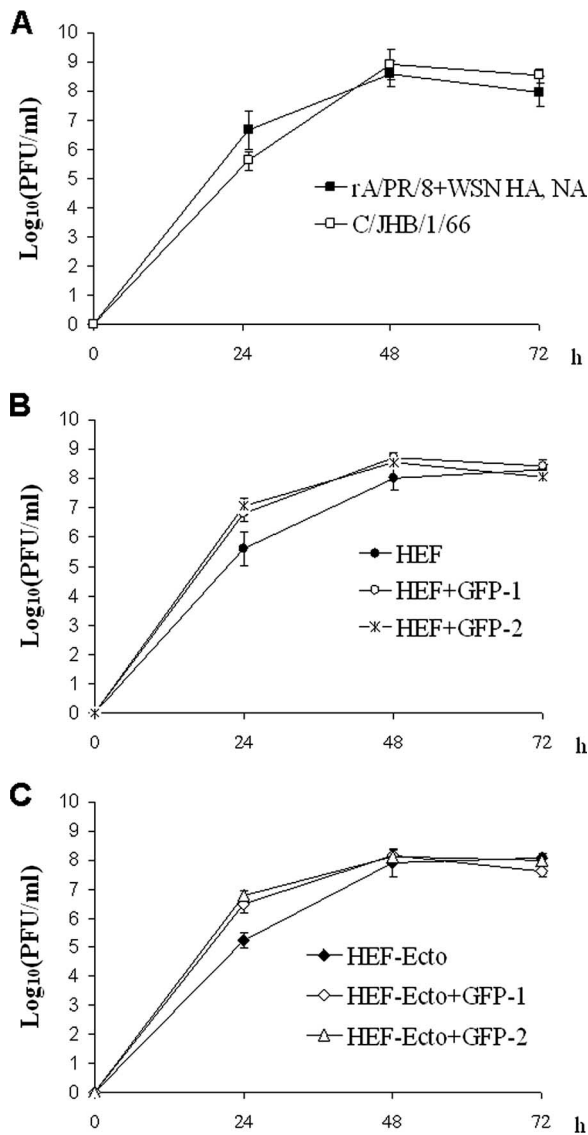 A
Log10(PFU/ml)
10
9
8
7
6
5
4
3
2
1
0
rA/PR/8+WSN HA, NA
C/JHB/1/66
0 24 48 72 h
B
Log10(PFU/ml)
10
9
8
7
6
5
4
3
2
1
0
HEF
HEF+GFP-1
HEF+GFP-2
0 24 48 72 h
C
Log10(PFU/ml)
10
9
8
7
6
5
4
3
2
1
0
HEF-Ecto
HEF-Ecto+GFP-1
HEF-Ecto+GFP-2
0 24 48 72 h